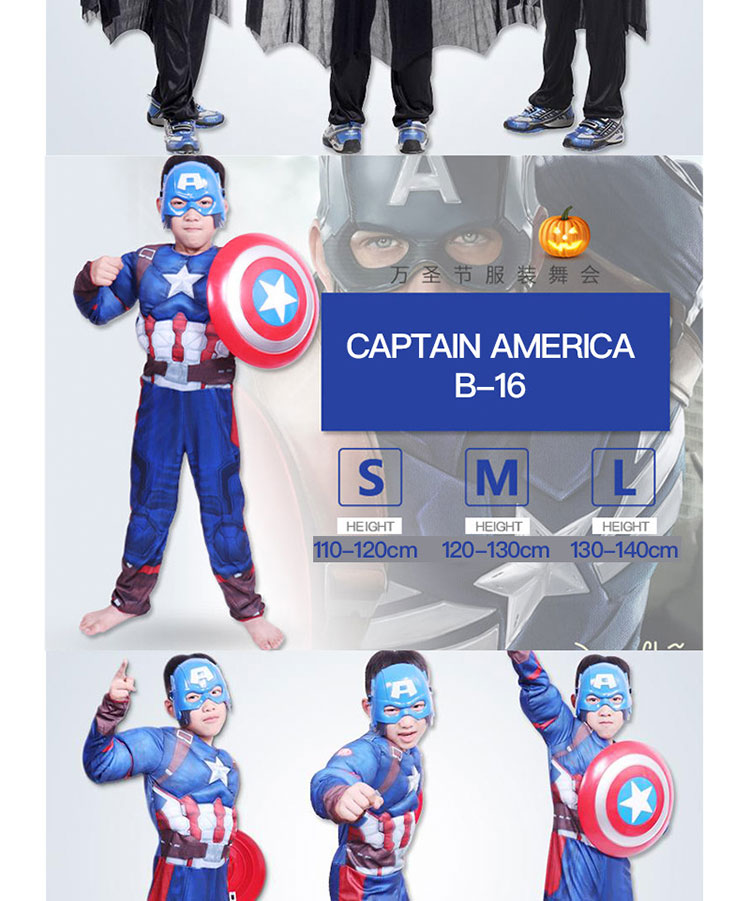 万圣节服装舞会
CAPTAIN AMERICA
B-16
S M L
HEIGHT HEIGHT HEIGHT
110-120cm 120-130cm 130-140cm
A
A
A
A